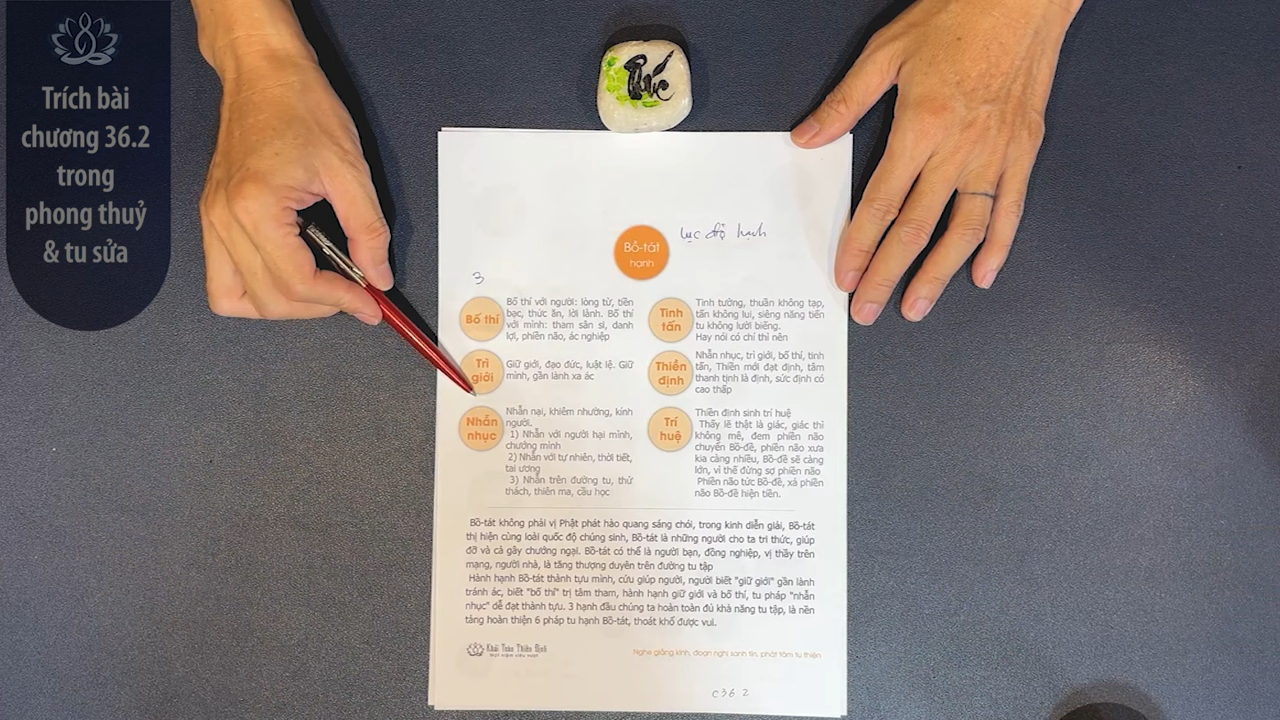 Trích bài
chương 36.2
trong
phong thuỷ
& tu sửa
Phúc
Bồ-tát
hạnh
lục độ hạnh
3
Bố thí
Bố thí với người: lòng từ, tiền
bạc, thức ăn, lời lành. Bố thí
với mình: tham sân si, danh
lợi, phiền não, ác nghiệp
Trì
giới
Giữ giới, đạo đức, luật lệ. Giữ
mình, gần lành xa ác
Nhẫn
nhục
Nhẫn nại, khiêm nhường, kính
người.
1) Nhẫn với người hại mình,
chướng mình
2) Nhẫn với tự nhiên, thời tiết,
tai ương
3) Nhẫn trên đường tu, thử
thách, thiên ma, cầu học
Tinh
tấn
Tinh tường, thuần không tạp,
tấn không lui, siêng năng tiến
tu không lười biếng.
Hay nói có chí thì nên
Thiền
định
Nhẫn nhục, trì giới, bố thí, tinh
tấn, Thiền mới đạt định, tâm
thanh tịnh là định, sức định có
cao thấp
Trí
huệ
Thiền định sinh trí huệ
Thấy lẽ thật là giác, giác thì
không mê, đem phiền não
chuyển Bồ-đề, phiền não xưa
kia càng nhiều, Bồ-đề sẽ càng
lớn, vì thế đừng sợ phiền não
Phiền não tức Bồ-đề, xả phiền
não Bồ-đề hiện tiền.
Bồ-tát không phải vị Phật phát hào quang sáng chói, trong kinh diễn giải, Bồ-tát
thị hiện cùng loài quốc độ chúng sinh, Bồ-tát là những người cho ta tri thức, giúp
đỡ và cả gây chướng ngại. Bồ-tát có thể là người bạn, đồng nghiệp, vị thầy trên
mạng, người nhà, là tăng thượng duyên trên đường tu tập
Hành hạnh Bồ-tát thành tựu mình, cứu giúp người, người biết "giữ giới" gần lành
tránh ác, biết "bố thí" trị tâm tham, hành hạnh giữ giới và bố thí, tu pháp "nhẫn
nhục" dễ đạt thành tựu. 3 hạnh đầu chúng ta hoàn toàn đủ khả năng tu tập, là nền
tảng hoàn thiện 6 pháp tu hạnh Bồ-tát, thoát khổ được vui.
Khải Toàn Thiền Định
Nghe giảng kinh, đoạn nghi sanh tín, phát tâm tu thiện
C36 2